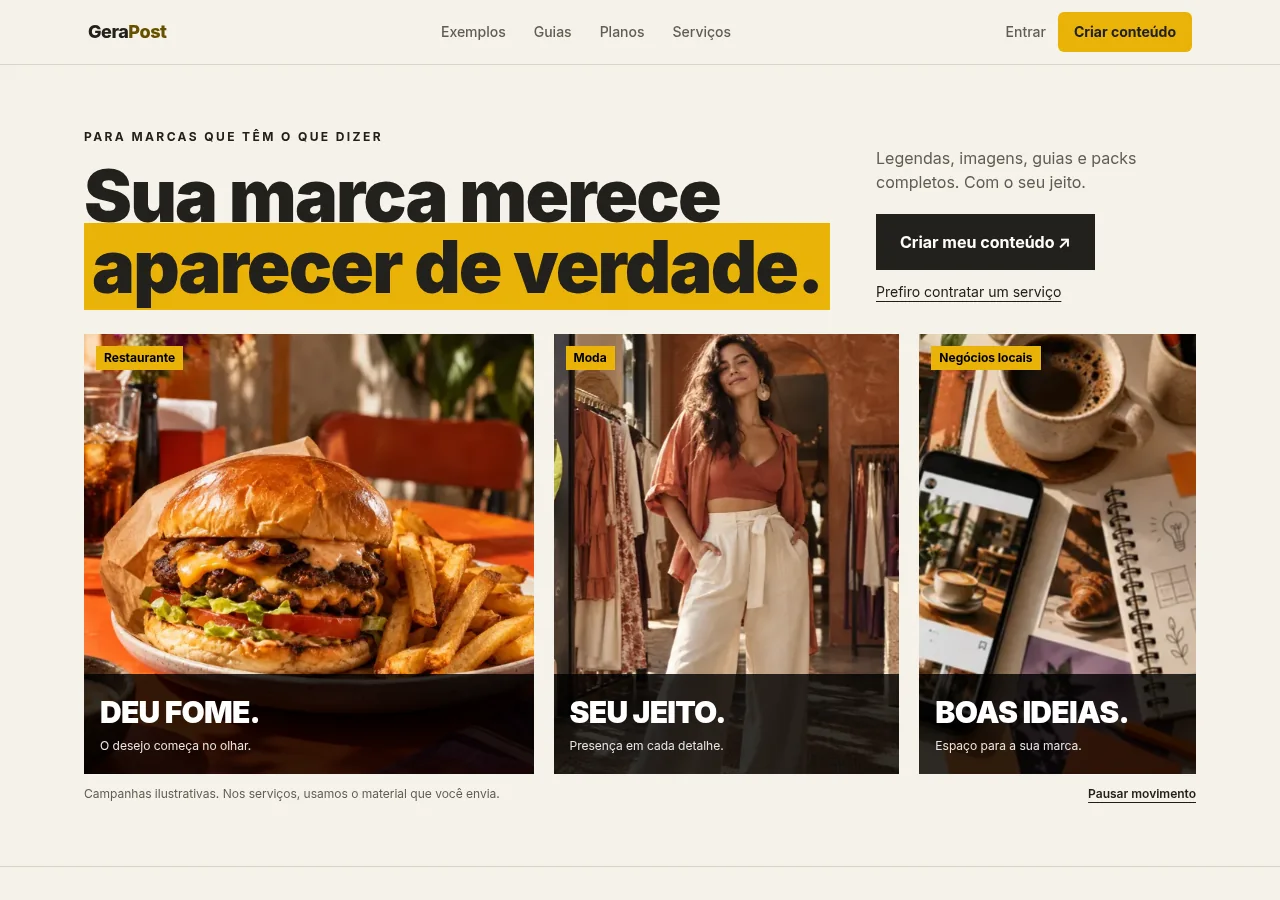 GeraPost
Exemplos
Guias
Planos
Serviços
Entrar
Criar conteúdo
PARA MARCAS QUE TÊM O QUE DIZER
Sua marca merece
aparecer de verdade.
Legendas, imagens, guias e packs
completos. Com o seu jeito.
Criar meu conteúdo ↗
Prefiro contratar um serviço
Restaurante
DEU FOME.
O desejo começa no olhar.
Moda
SEU JEITO.
Presença em cada detalhe.
Negócios locais
BOAS IDEIAS.
Espaço para a sua marca.
Campanhas ilustrativas. Nos serviços, usamos o material que você envia.
Pausar movimento